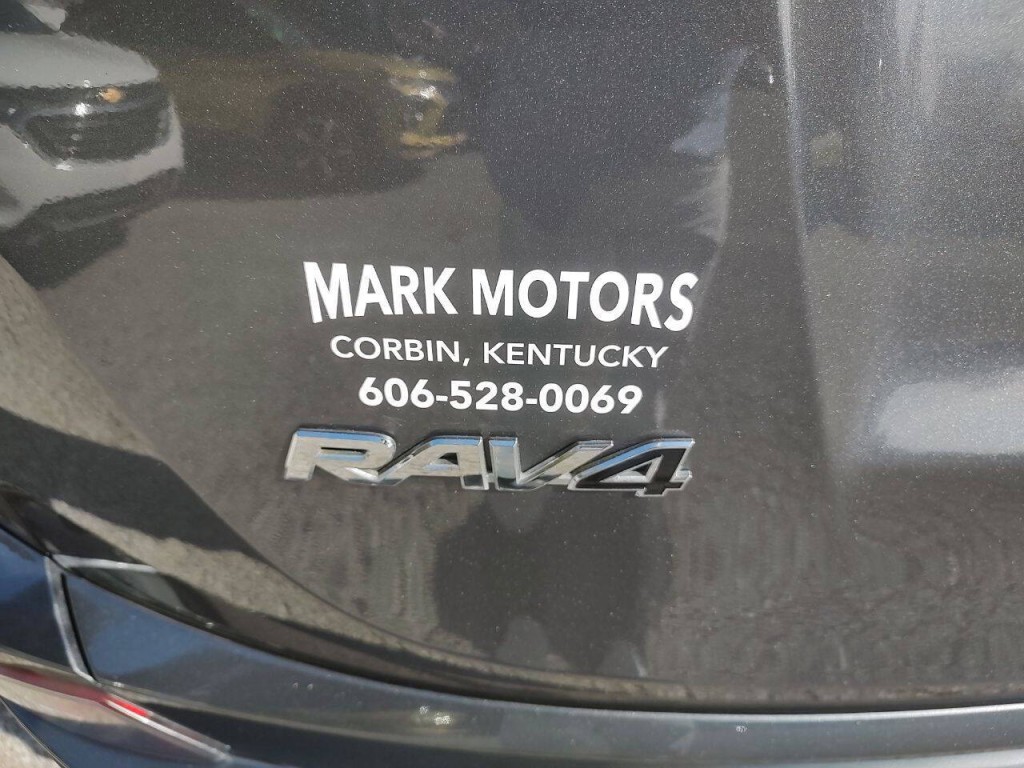 MARK MOTORS
CORBIN, KENTUCKY
606-528-0069
RAV4